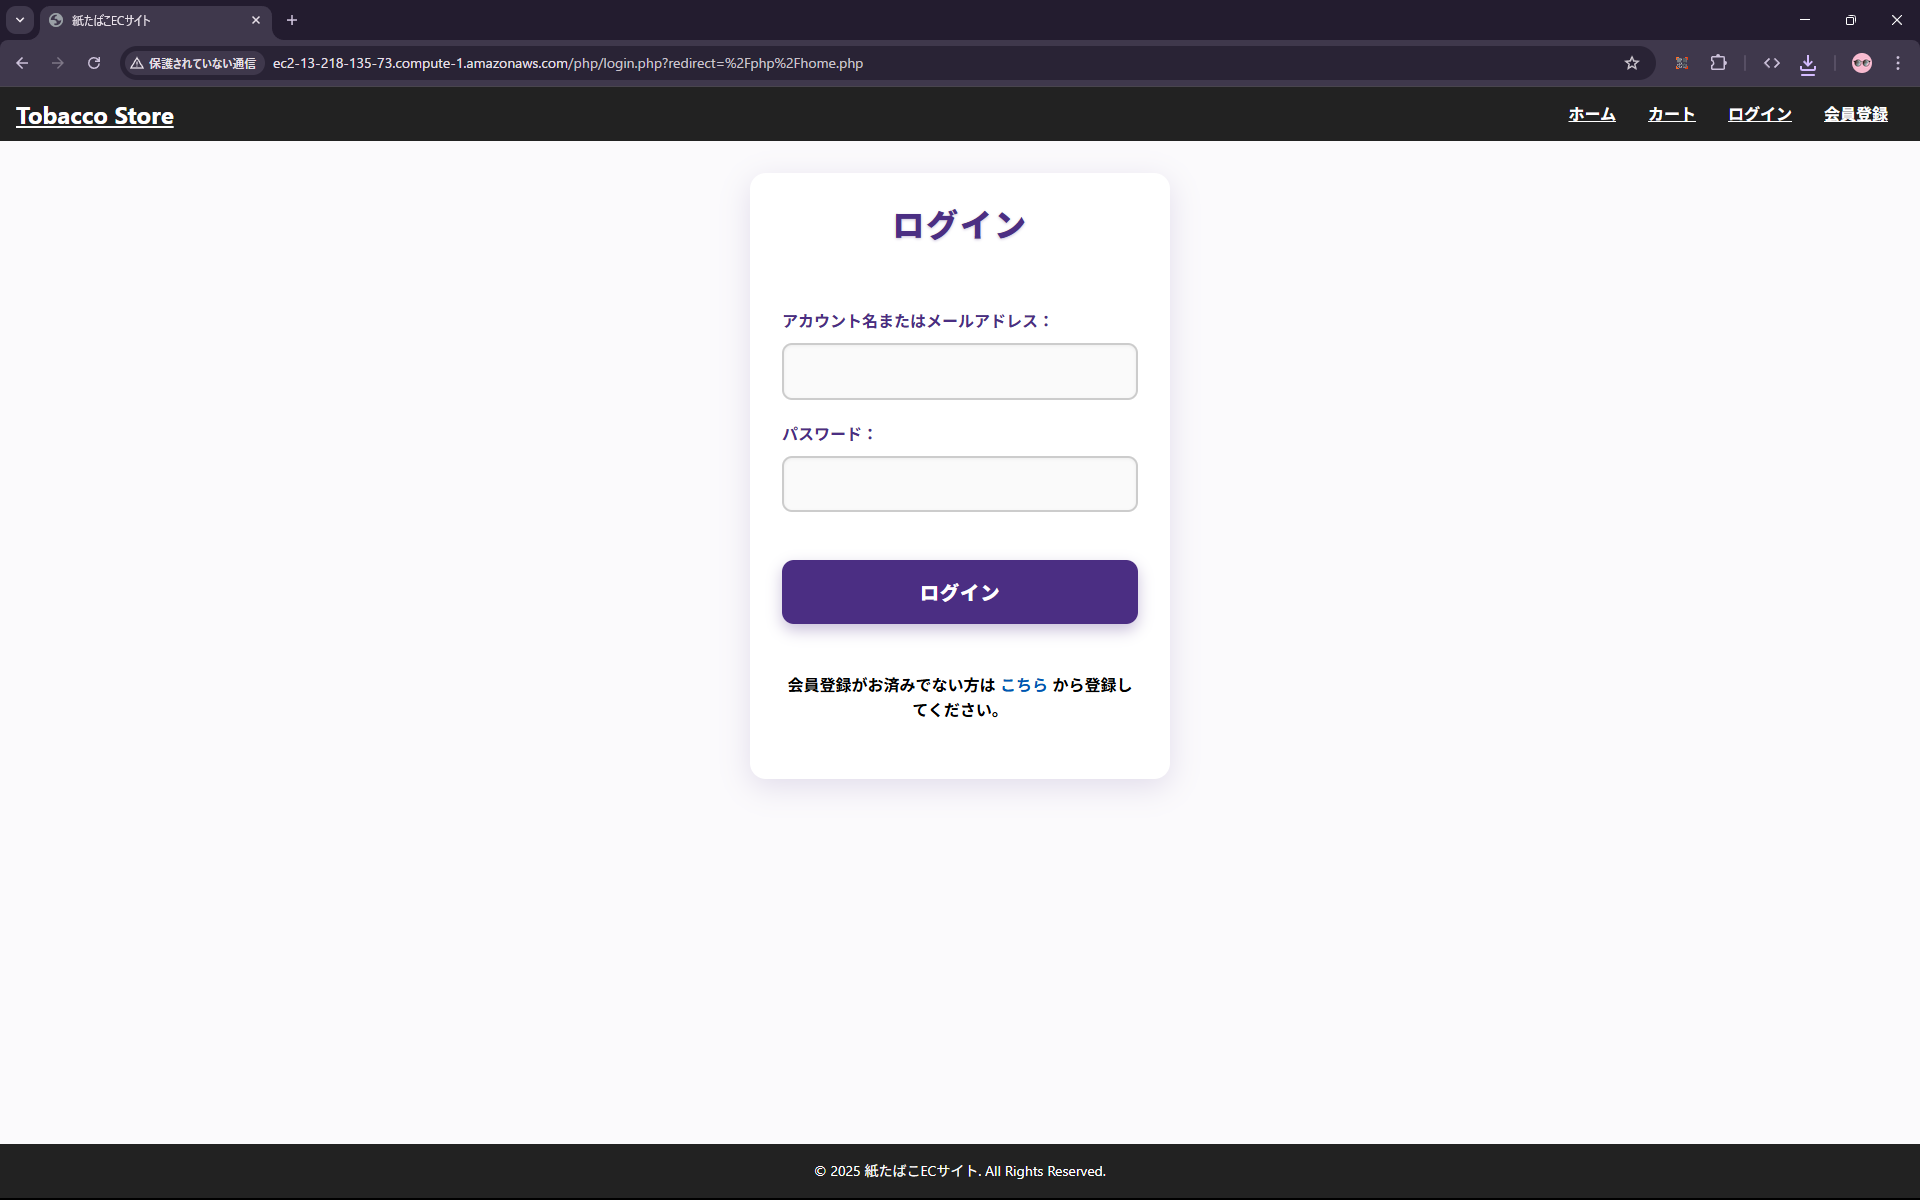 紙たばこECサイト
保護されていない通信
ec2-13-218-135-73.compute-1.amazonaws.com/php/login.php?redirect=%2Fphp%2Fhome.php
Tobacco Store
ホーム
カート
ログイン
会員登録
ログイン
アカウント名またはメールアドレス：
パスワード：
ログイン
会員登録がお済みでない方は こちら から登録し
てください。
© 2025 紙たばこECサイト. All Rights Reserved.